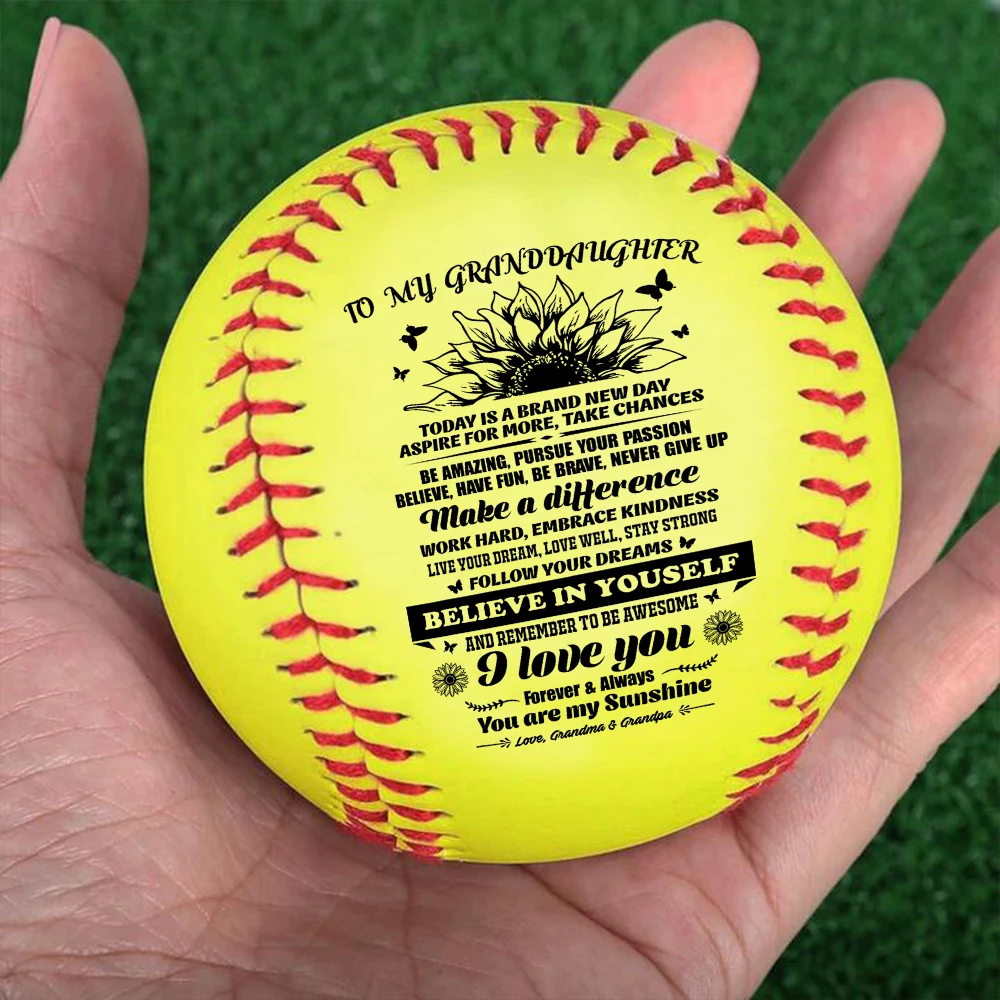 TO MY GRANDDAUGHTER
TODAY IS A BRAND NEW DAY
ASPIRE FOR MORE, TAKE CHANCES
BE AMAZING, PURSUE YOUR PASSION
BELIEVE, HAVE FUN, BE BRAVE, NEVER GIVE UP
Make a difference
WORK HARD, EMBRACE KINDNESS
LIVE YOUR DREAM, LOVE WELL, STAY STRONG
FOLLOW YOUR DREAMS
BELIEVE IN YOUSELF
AND REMEMBER TO BE AWESOME
I love you
Forever & Always
You are my Sunshine
Love, Grandma & Grandpa